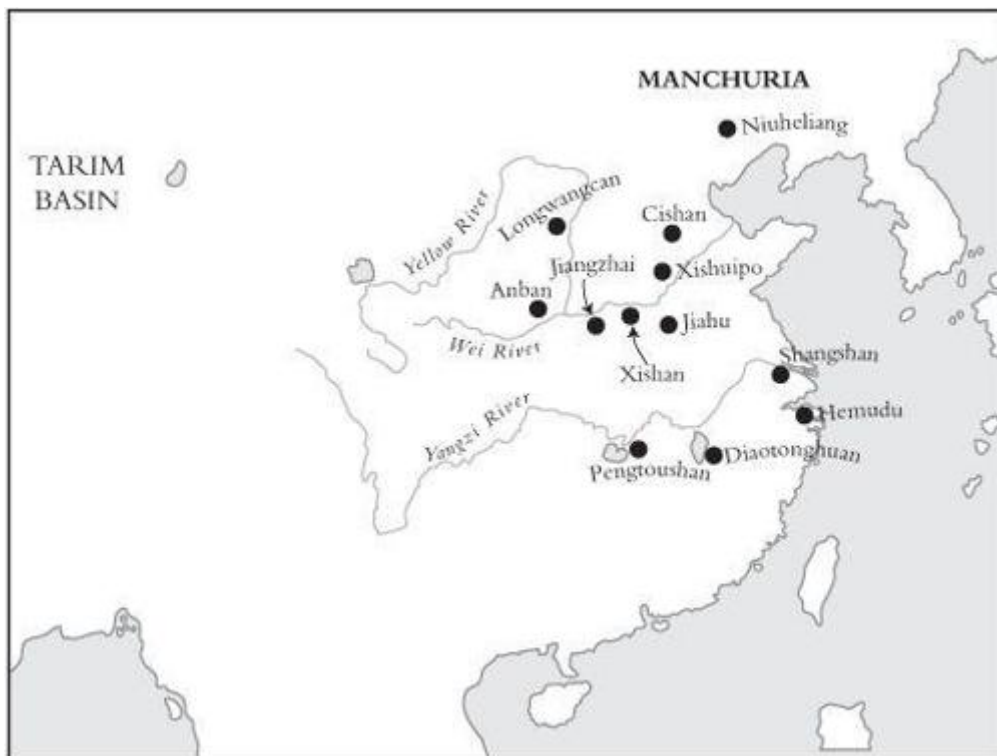 MANCHURIA
Niuheliang
TARIM
BASIN
Longwangcan
Cishan
Yellow River
Jiangzhai
Xishuipo
Anban
Jiahu
Wei River
Xishan
Shangshan
Hemudu
Yangzi River
Diaotonghuan
Pengtoushan